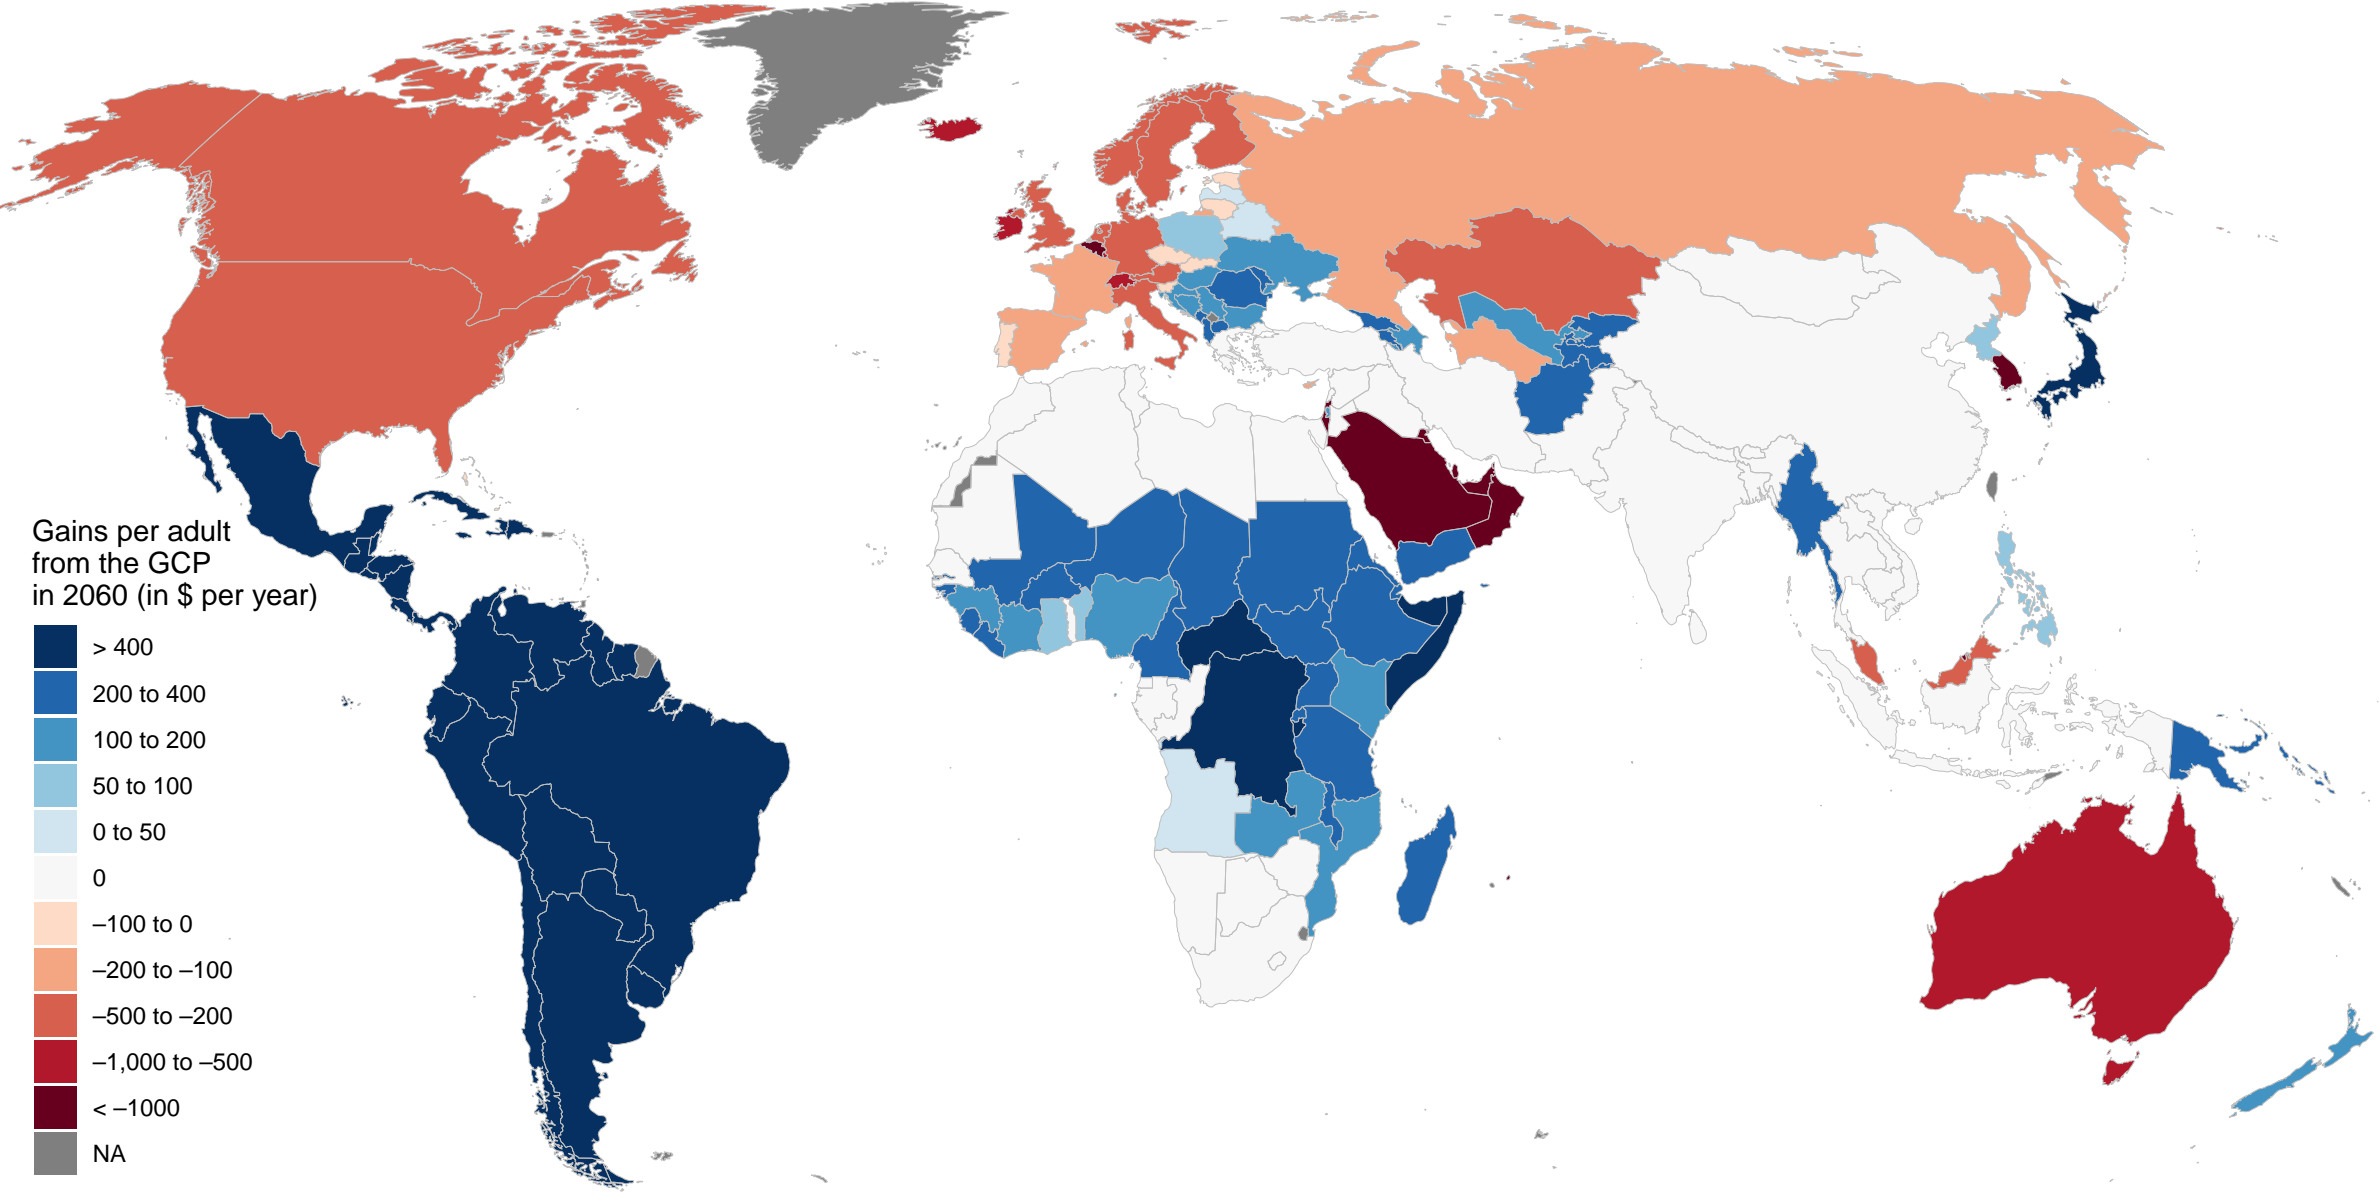 Gains per adult
from the GCP
in 2060 (in $ per year)
> 400
200 to 400
100 to 200
50 to 100
0 to 50
0
–100 to 0
–200 to –100
–500 to –200
–1,000 to –500
< –1000
NA